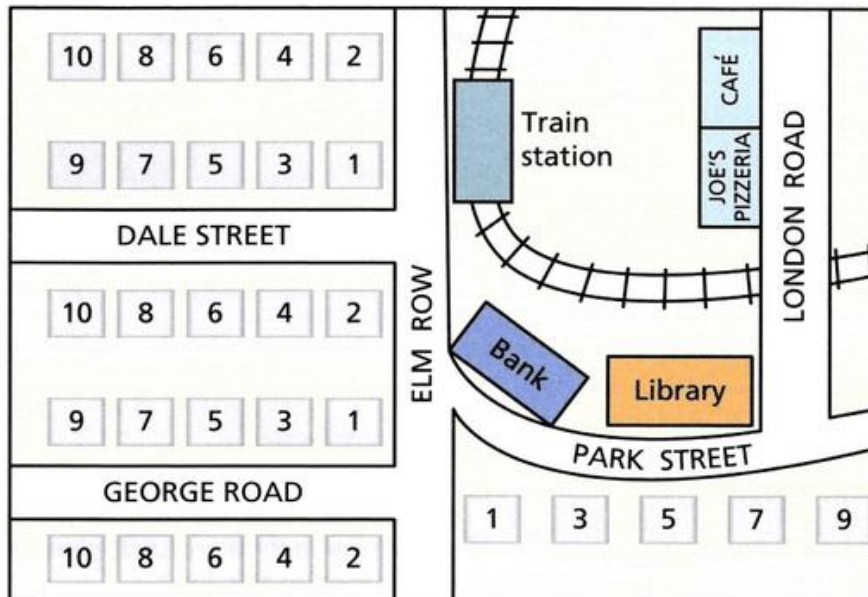 10 8 6 4 2
CAFÉ
Train
station
9 7 5 3 1
JOE'S
PIZZERIA
LONDON ROAD
DALE STREET
10 8 6 4 2
ELM ROW
Bank
Library
9 7 5 3 1
PARK STREET
GEORGE ROAD
1 3 5 7 9
10 8 6 4 2